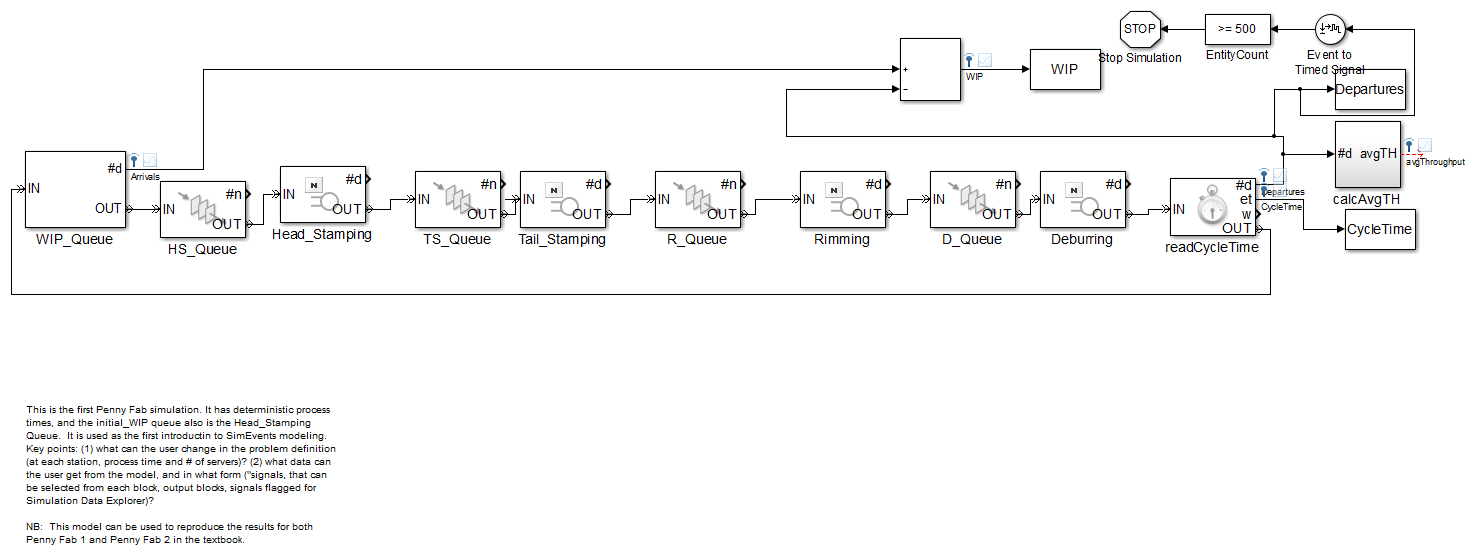 STOP
>= 500
Stop Simulation
EntityCount
Event to
Timed Signal
+
−
WIP
WIP
Departures
#d avgTH
avgThroughput
calcAvgTH
#d
Arrivals
IN
OUT
WIP_Queue
#n
IN
OUT
HS_Queue
N
#d
IN
OUT
Head_Stamping
#n
IN
OUT
TS_Queue
N
#d
IN
OUT
Tail_Stamping
#n
IN
OUT
R_Queue
N
#d
IN
OUT
Rimming
#n
IN
OUT
D_Queue
N
#d
IN
OUT
Deburring
#d
et
w
IN
OUT
readCycleTime
Departures
CycleTime
CycleTime
This is the first Penny Fab simulation. It has deterministic process
times, and the initial_WIP queue also is the Head_Stamping
Queue.  It is used as the first introductin to SimEvents modeling.
Key points: (1) what can the user change in the problem definition
(at each station, process time and # of servers)? (2) what data can
the user get from the model, and in what form ("signals, that can
be selected from each block, output blocks, signals flagged for
Simulation Data Explorer)?
NB:  This model can be used to reproduce the results for both
Penny Fab 1 and Penny Fab 2 in the textbook.